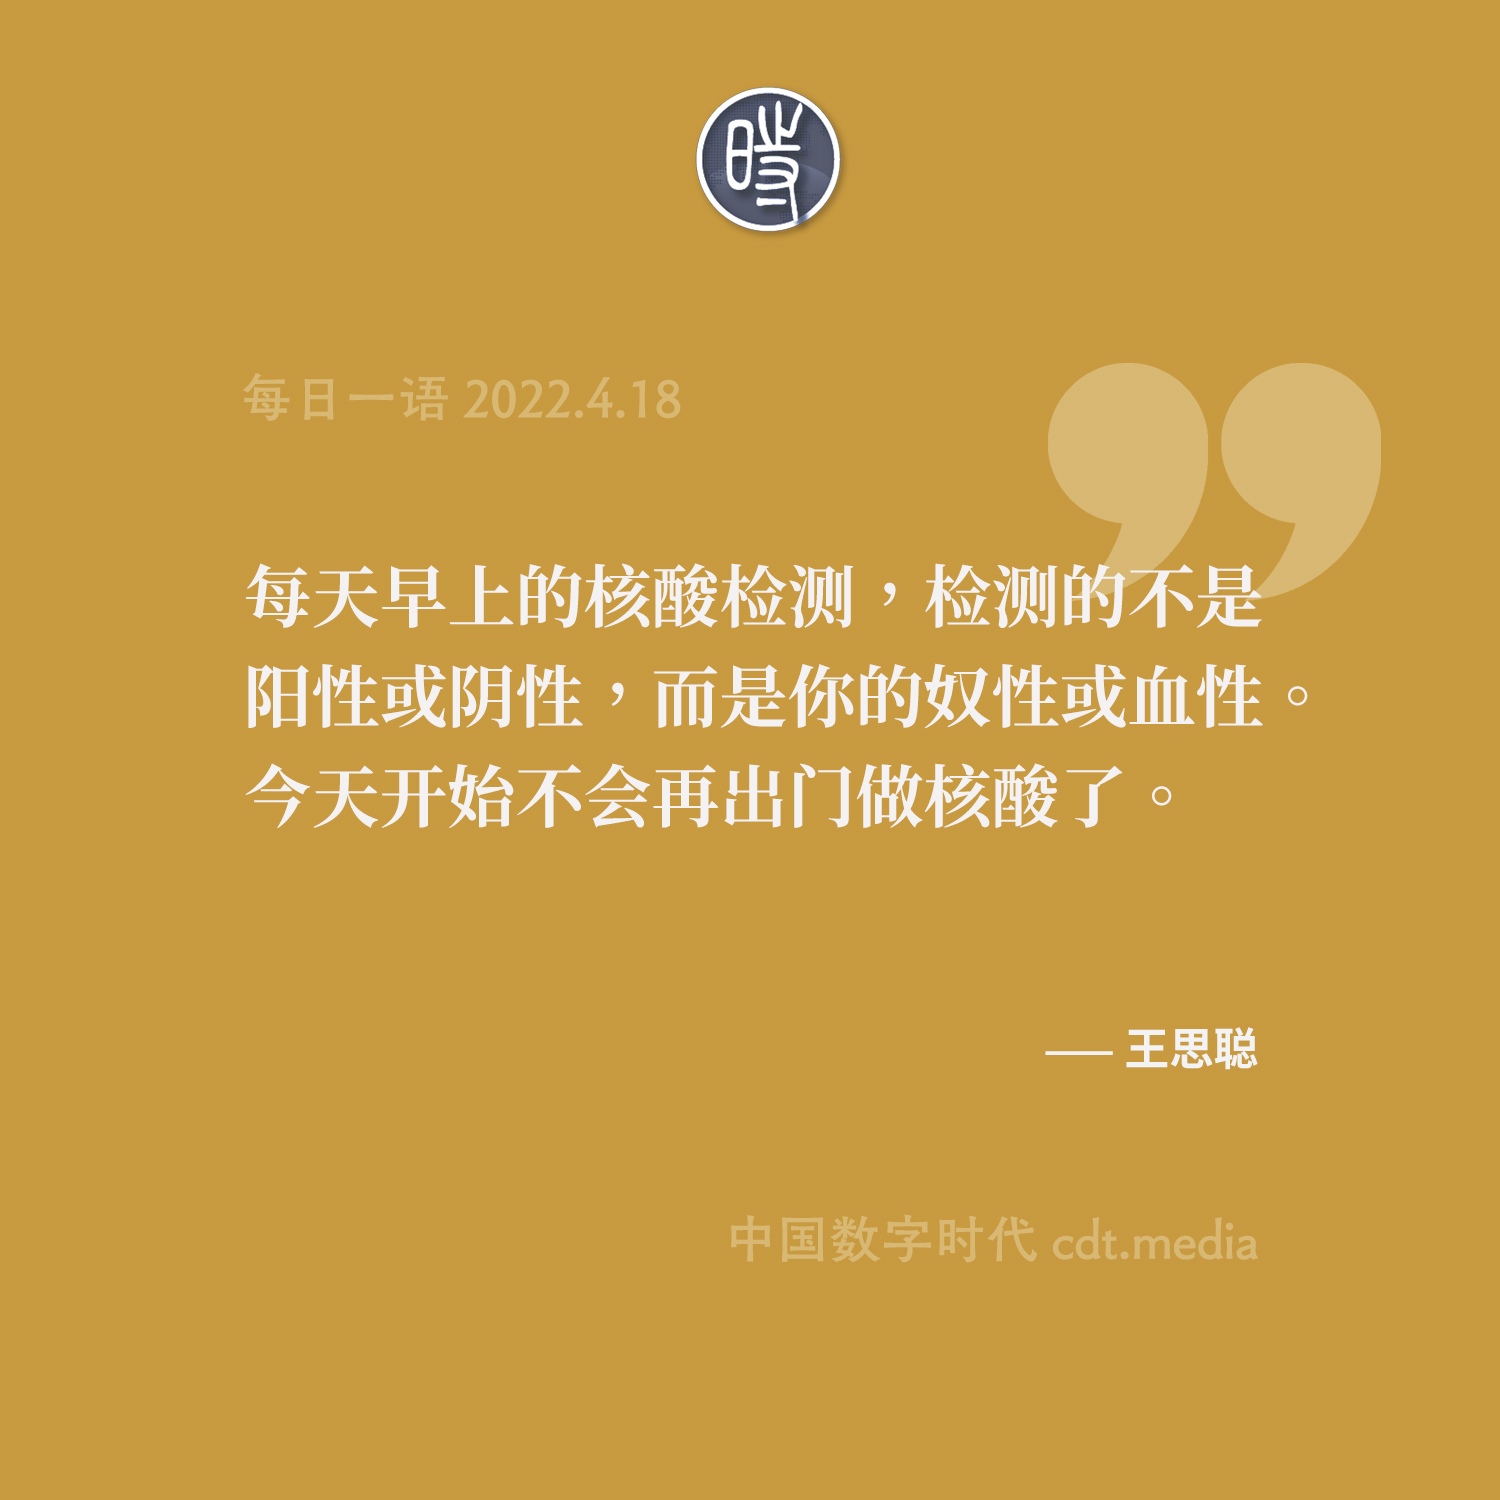 時
每日一语 2022.4.18
”
每天早上的核酸检测，检测的不是
阳性或阴性，而是你的奴性或血性。
今天开始不会再出门做核酸了。
—— 王思聪
中国数字时代 cdt.media